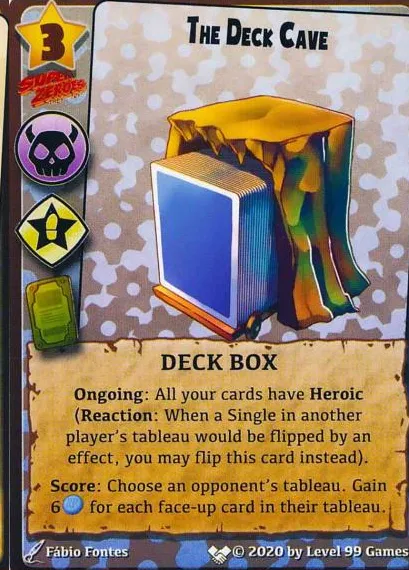 THE DECK CAVE
3
SUPER
ZEROES
DECK BOX
Ongoing: All your cards have Heroic
(Reaction: When a Single in another
player's tableau would be flipped by an
effect, you may flip this card instead).
Score: Choose an opponent's tableau. Gain
6 for each face-up card in their tableau.
Fábio Fontes
© 2020 by Level 99 Games